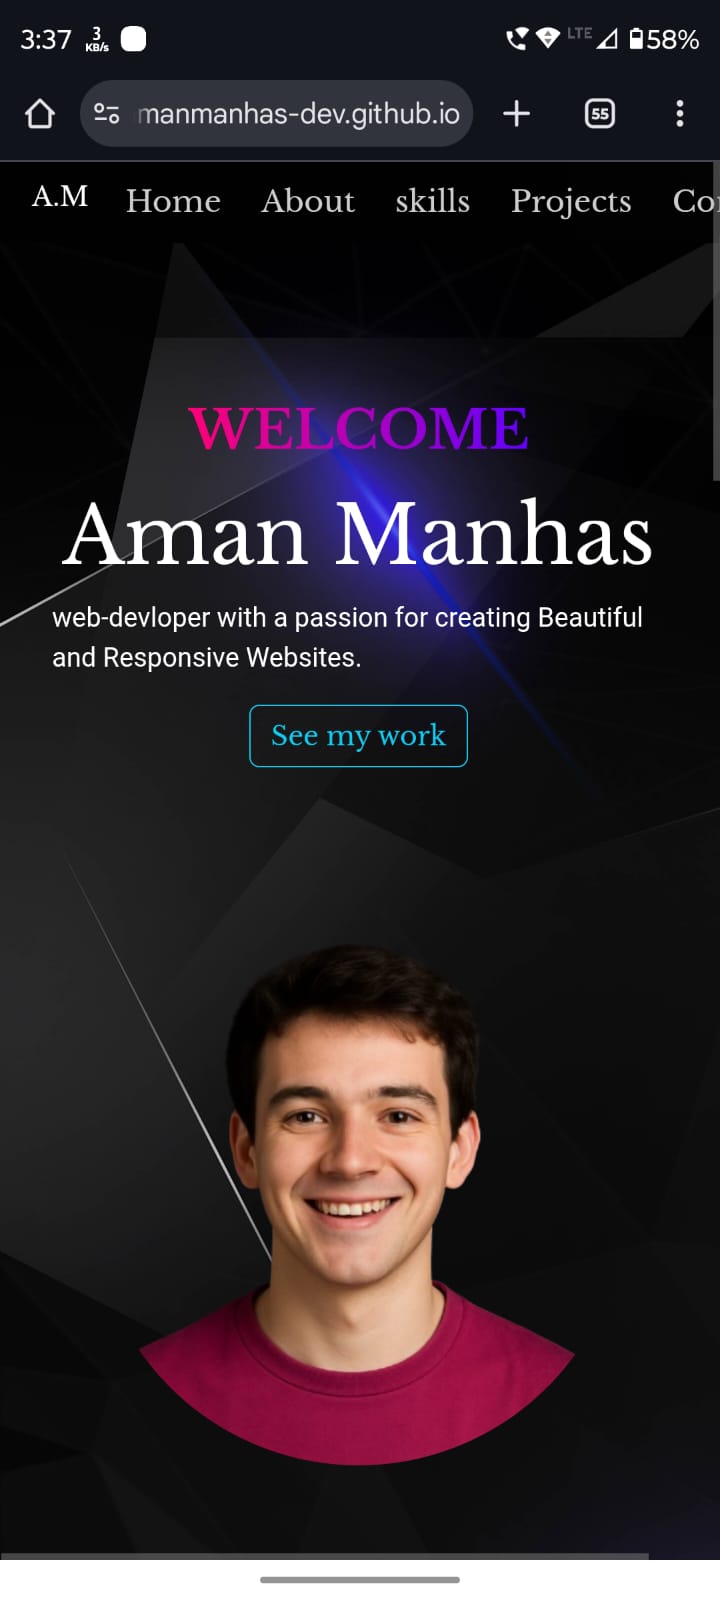 3:37 3 KB/s LTE 58%
manmanhas-dev.github.io 55
A.M Home About skills Projects
WELCOME
Aman Manhas
web-devloper with a passion for creating Beautiful
and Responsive Websites.
See my work